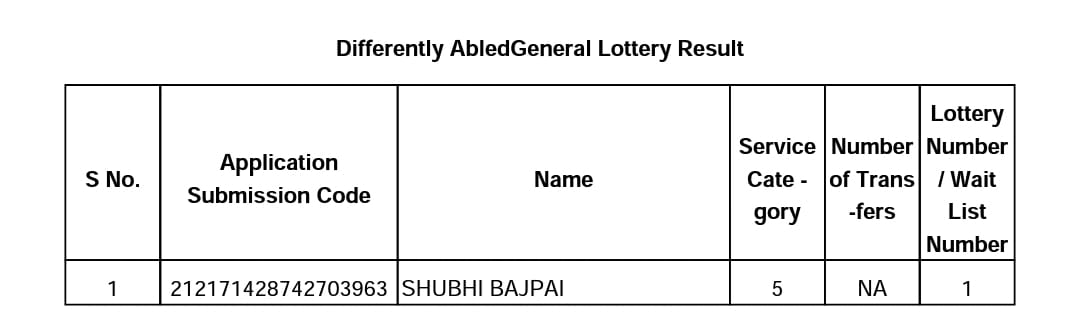 Differently AbledGeneral Lottery Result
S No.
Application
Submission Code
Name
Service
Cate -
gory
Number
of Trans
-fers
Lottery
Number
/ Wait
List
Number
1
212171428742703963
SHUBHI BAJPAI
5
NA
1